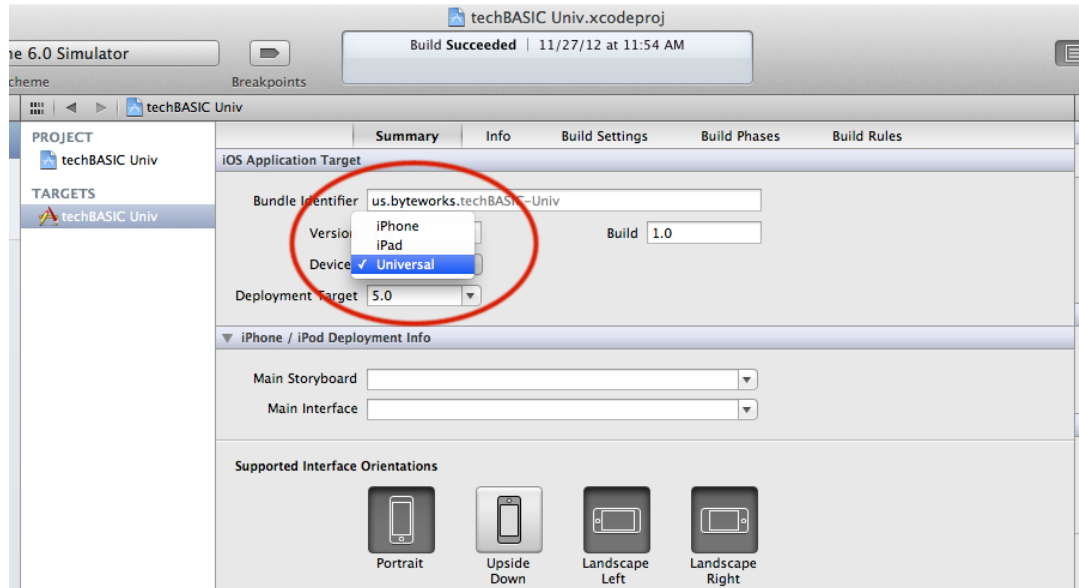 techBASIC Univ.xcodeproj
6.0 Simulator
Build Succeeded | 11/27/12 at 11:54 AM
Breakpoints
techBASIC Univ
PROJECT
techBASIC Univ
TARGETS
techBASIC Univ
Summary Info Build Settings Build Phases Build Rules
iOS Application Target
Bundle Identifier us.byteworks.techBASIC-Univ
Version
iPhone
Build 1.0
iPad
Device ✓ Universal
Deployment Target 5.0
iPhone / iPod Deployment Info
Main Storyboard
Main Interface
Supported Interface Orientations
Portrait
Upside Down
Landscape Left
Landscape Right